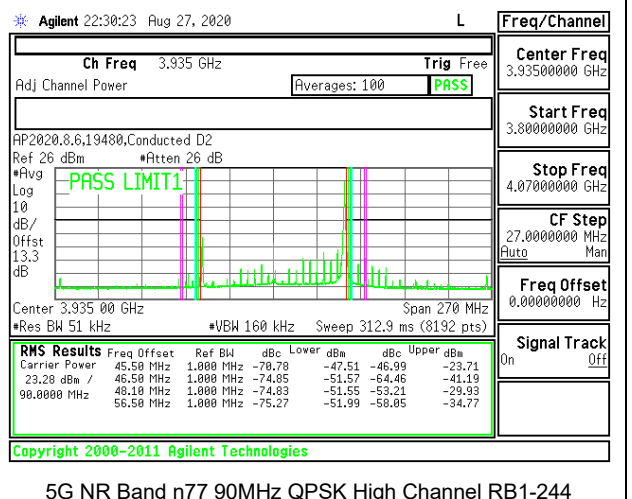 Agilent 22:30:23 Aug 27, 2020 L Freq/Channel
Ch Freq 3.935 GHz Trig Free
Adj Channel Power Averages: 100 PASS
Center Freq
3.93500000 GHz
Start Freq
3.80000000 GHz
AP2020.8.6,19480,Conducted D2
Ref 26 dBm #Atten 26 dB
#Avg
Log
10
dB/
Offst
13.3
dB
PASS LIMIT1
Stop Freq
4.07000000 GHz
CF Step
27.0000000 MHz
Auto Man
Freq Offset
0.00000000 Hz
Center 3.935 00 GHz Span 270 MHz
#Res BW 51 kHz #VBW 160 kHz Sweep 312.9 ms (8192 pts)
Signal Track
On Off
RMS Results Freq Offset Ref BW dBc Lower dBm dBc Upper dBm
Carrier Power 45.50 MHz 1.000 MHz -70.78 -47.51 -46.99 -23.71
23.28 dBm / 46.50 MHz 1.000 MHz -74.85 -51.57 -64.46 -41.19
90.0000 MHz 48.10 MHz 1.000 MHz -74.83 -51.55 -53.21 -29.93
56.50 MHz 1.000 MHz -75.27 -51.99 -58.05 -34.77
Copyright 2000-2011 Agilent Technologies
5G NR Band n77 90MHz QPSK High Channel RB1-244